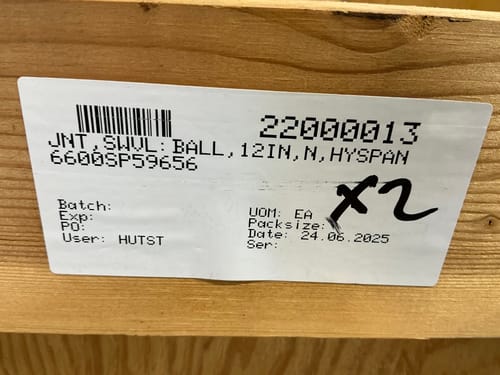 22000013
JNT,SWVL:BALL,12IN,N,HYSPAN
6600SP59656
Batch:
Exp:
PO:
User: HUTST
UOM: EA
Packsize:
Date: 24.06.2025
Ser:
x2